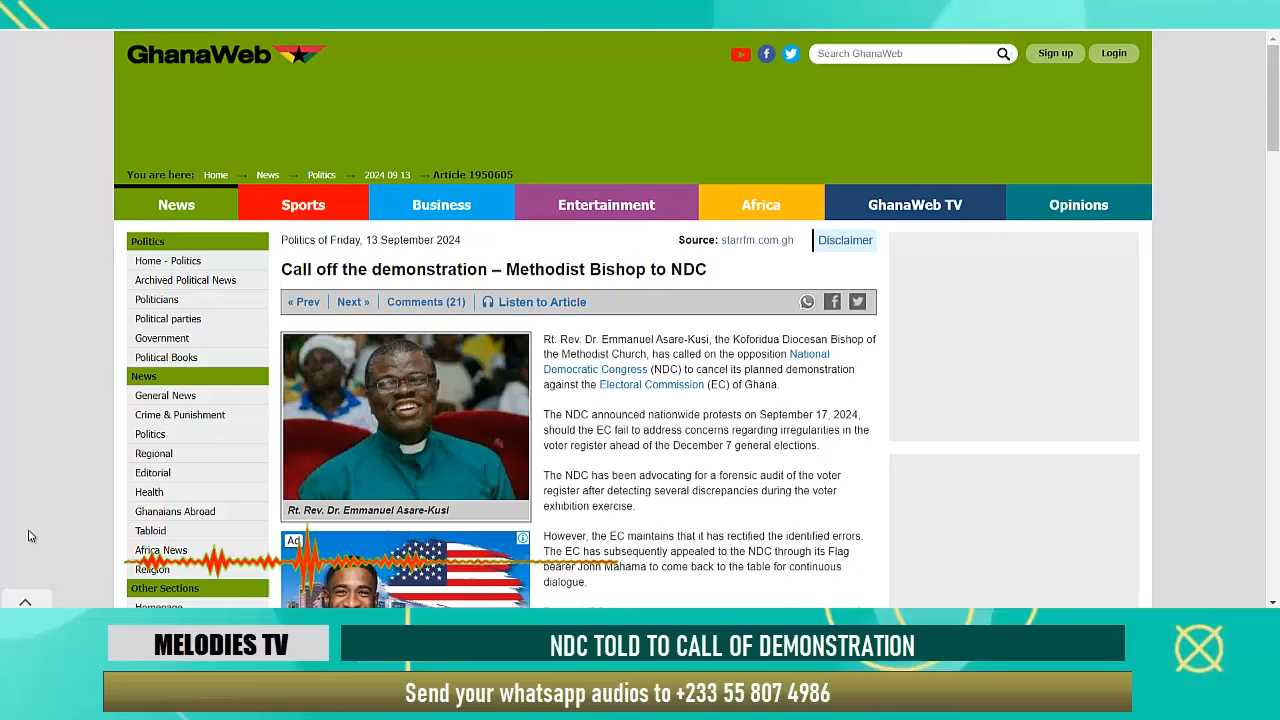 GhanaWeb
Search GhanaWeb
Sign up
Login
You are here: Home → News → Politics → 2024 09 13 → Article 1950605
News
Sports
Business
Entertainment
Africa
GhanaWeb TV
Opinions
Politics
Home - Politics
Archived Political News
Politicians
Political parties
Government
Political Books
News
General News
Crime & Punishment
Politics
Regional
Editorial
Health
Ghanaians Abroad
Tabloid
Africa News
Religion
Other Sections
Homepage
Politics of Friday, 13 September 2024
Source: starrfm.com.gh
Disclaimer
Call off the demonstration – Methodist Bishop to NDC
« Prev
Next »
Comments (21)
Listen to Article
Rt. Rev. Dr. Emmanuel Asare-Kusi
Ad
Rt. Rev. Dr. Emmanuel Asare-Kusi, the Koforidua Diocesan Bishop of
the Methodist Church, has called on the opposition National
Democratic Congress (NDC) to cancel its planned demonstration
against the Electoral Commission (EC) of Ghana.
The NDC announced nationwide protests on September 17, 2024,
should the EC fail to address concerns regarding irregularities in the
voter register ahead of the December 7 general elections.
The NDC has been advocating for a forensic audit of the voter
register after detecting several discrepancies during the voter
exhibition exercise.
However, the EC maintains that it has rectified the identified errors.
The EC has subsequently appealed to the NDC through its Flag
bearer John Mahama to come back to the table for continuous
dialogue.
MELODIES TV
NDC TOLD TO CALL OF DEMONSTRATION
Send your whatsapp audios to +233 55 807 4986